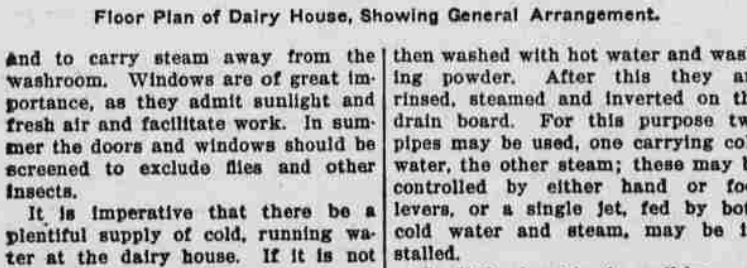 Floor Plan of Dairy House, Showing General Arrangement.
and to carry steam away from the
washroom. Windows are of great im-
portance, as they admit sunlight and
fresh air and facilitate work. In sum-
mer the doors and windows should be
screened to exclude flies and other
insects.
It is imperative that there be a
plentiful supply of cold, running wa-
ter at the dairy house. If it is not
then washed with hot water and was
ing powder. After this they a
rinsed, steamed and inverted on th
drain board. For this purpose tw
pipes may be used, one carrying col
water, the other steam; these may b
controlled by either hand or foo
levers, or a single jet, fed by bot
cold water and steam, may be i
stalled.